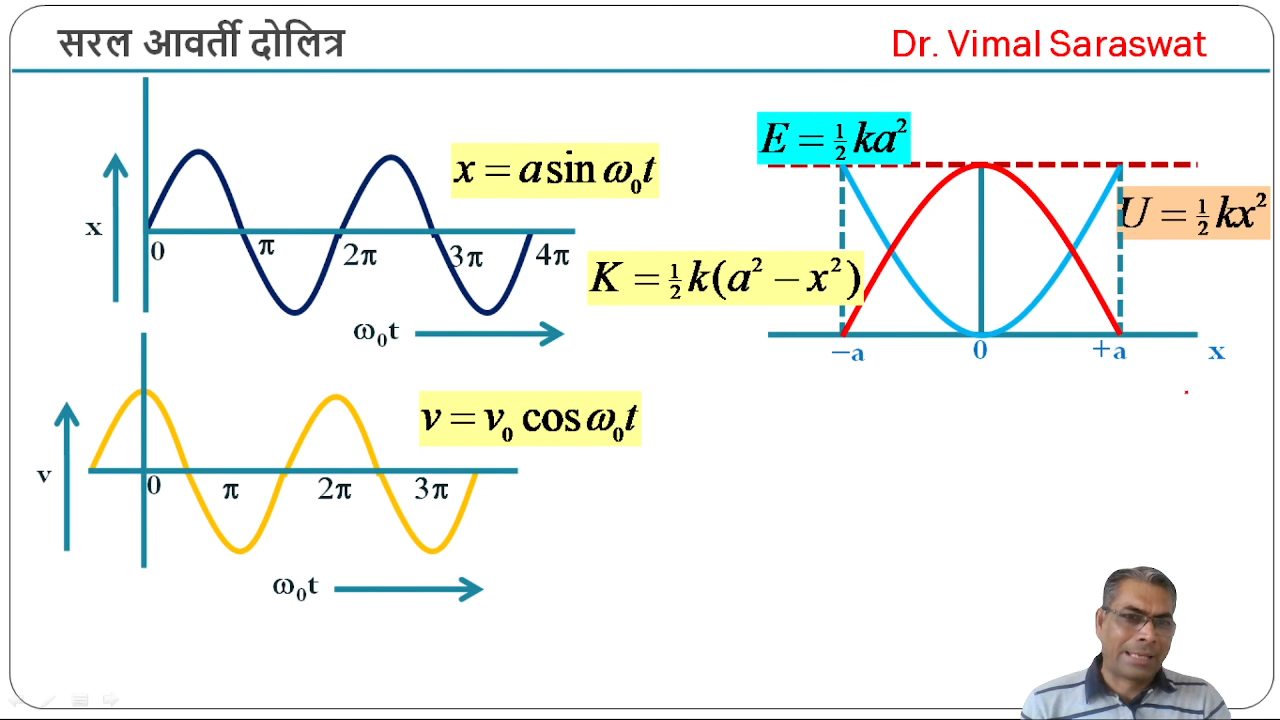 सरल आवर्ती दोलित्र
Dr. Vimal Saraswat
x
x = a sin ω₀t
0 π 2π 3π 4π
ω₀t
v
v = v₀ cos ω₀t
0 π 2π 3π
ω₀t
E = ½ka²
U = ½kx²
K = ½k(a² − x²)
−a 0 +a x